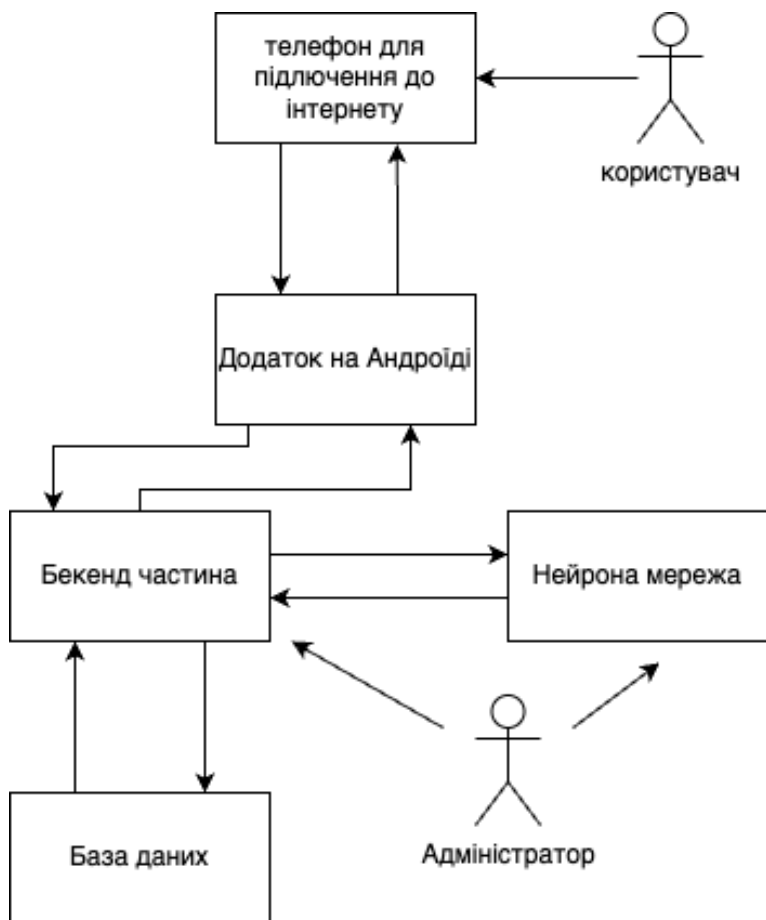 телефон для
підлючення до
інтернету
користувач
Додаток на Андроїді
Бекенд частина
Нейрона мережа
База даних
Адміністратор